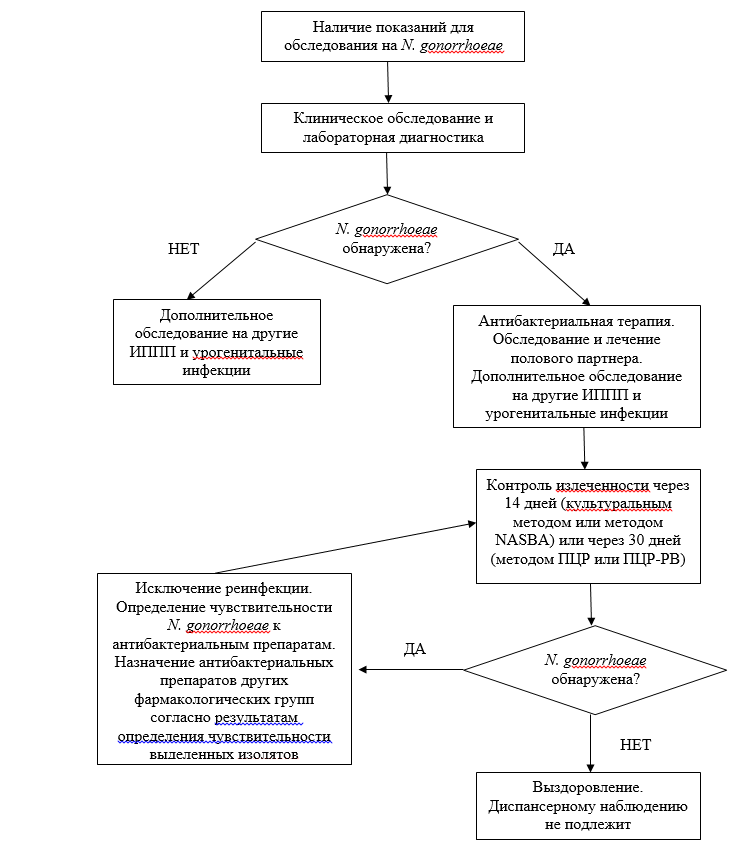 Наличие показаний для
обследования на N. gonorrhoeae
Клиническое обследование и
лабораторная диагностика
N. gonorrhoeae
обнаружена?
НЕТ
ДА
Дополнительное
обследование на другие
ИППП и урогенитальные
инфекции
Антибактериальная терапия.
Обследование и лечение
полового партнера.
Дополнительное обследование
на другие ИППП и
урогенитальные инфекции
Контроль излеченности через
14 дней (культуральным
методом или методом
NASBA) или через 30 дней
(методом ПЦР или ПЦР-РВ)
N. gonorrhoeae
обнаружена?
ДА
Исключение реинфекции.
Определение чувствительности
N. gonorrhoeae к
антибактериальным препаратам.
Назначение антибактериальных
препаратов других
фармакологических групп
согласно результатам
определения чувствительности
выделенных изолятов
НЕТ
Выздоровление.
Диспансерному наблюдению
не подлежит